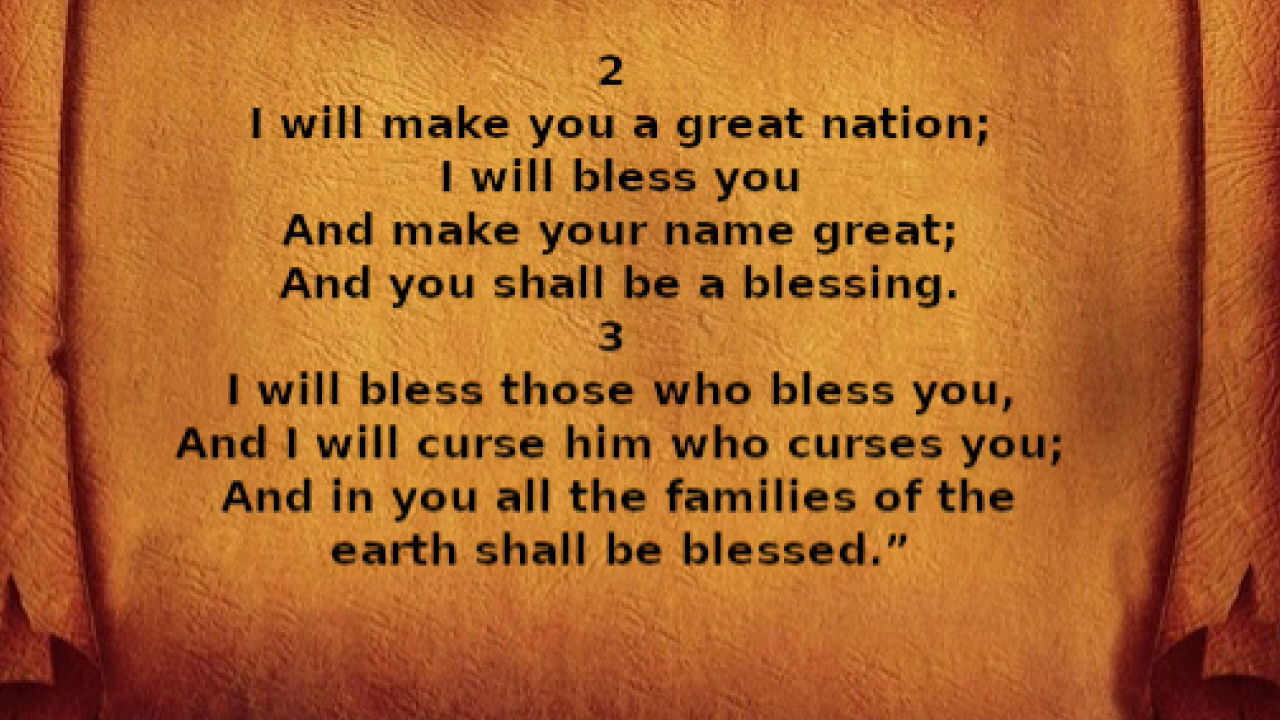 2
I will make you a great nation;
I will bless you
And make your name great;
And you shall be a blessing.
3
I will bless those who bless you,
And I will curse him who curses you;
And in you all the families of the
earth shall be blessed.”